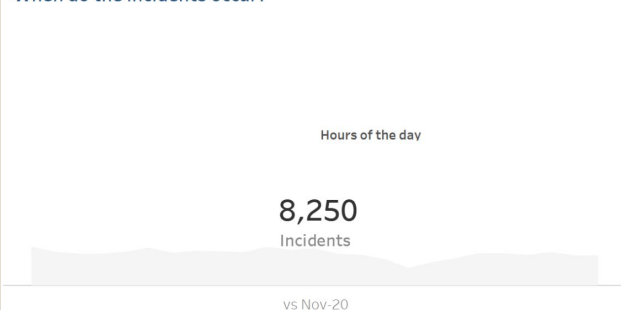 When do the incidents occur?
Hours of the day
8,250
Incidents
vs Nov-20